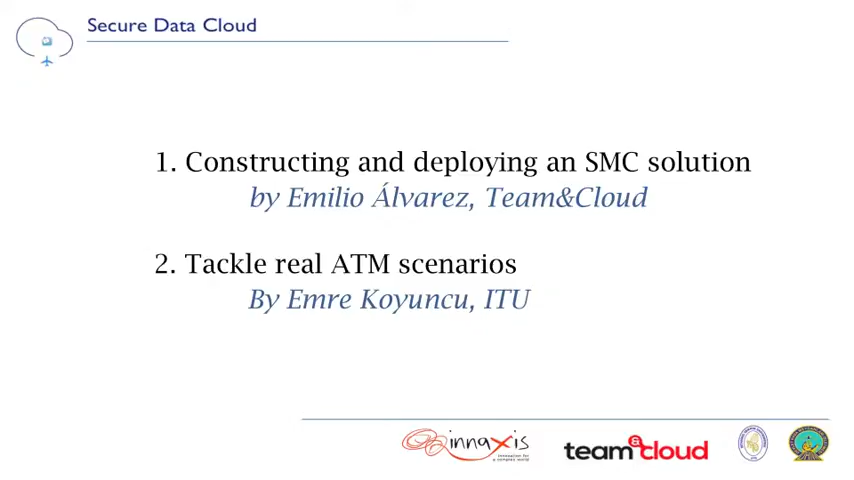 Secure Data Cloud
1. Constructing and deploying an SMC solution
by Emilio Álvarez, Team&Cloud
2. Tackle real ATM scenarios
By Emre Koyuncu, ITU
innaxis
innovation for
a complex world
team&cloud